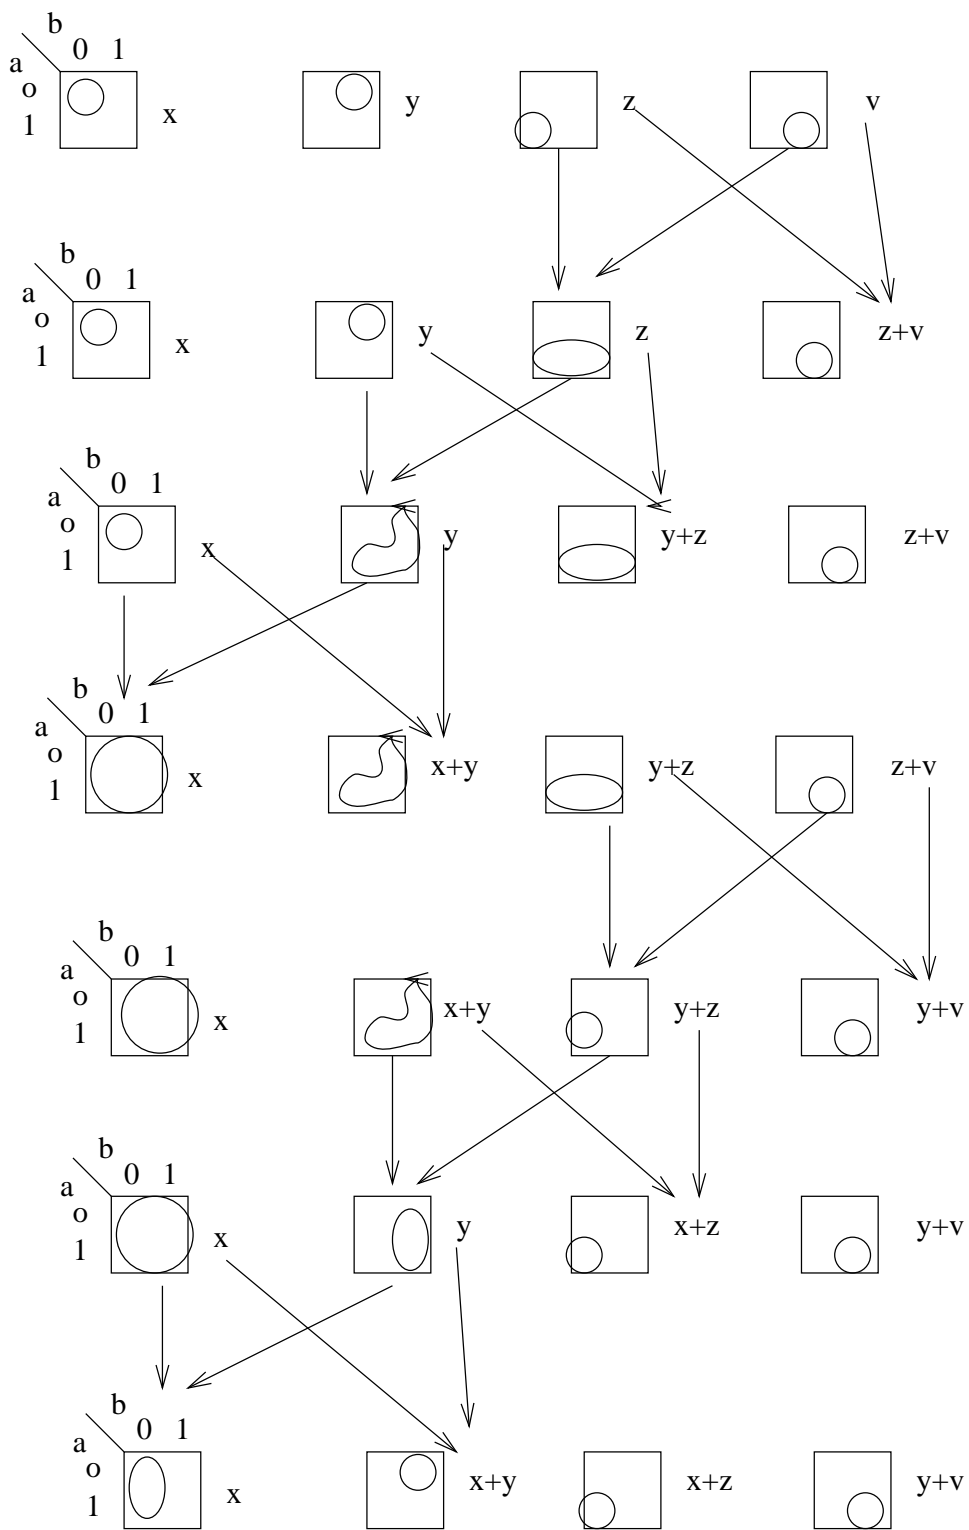 b
0 1
a
o
1
x y z v
b
0 1
a
o
1
x y z z+v
b
0 1
a
o
1
x y y+z z+v
b
0 1
a
o
1
x x+y y+z z+v
b
0 1
a
o
1
x x+y y+z y+v
b
0 1
a
o
1
x y x+z y+v
b
0 1
a
o
1
x x+y x+z y+v